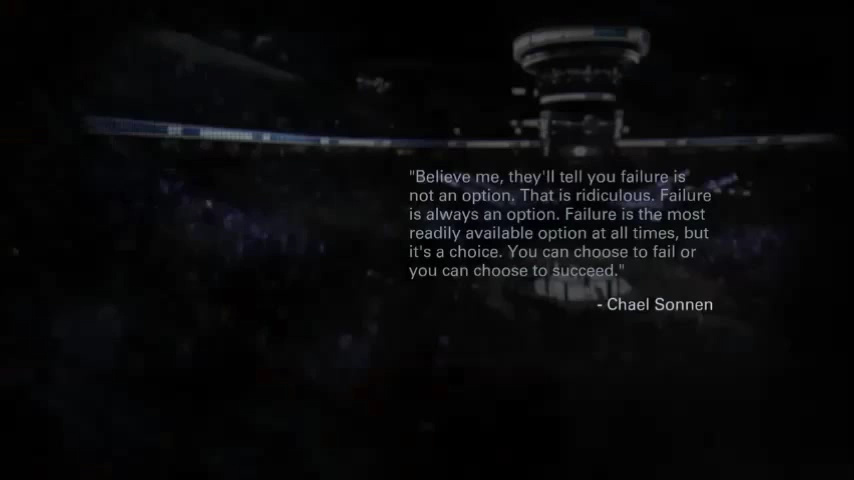 "Believe me, they'll tell you failure is
not an option. That is ridiculous. Failure
is always an option. Failure is the most
readily available option at all times, but
it's a choice. You can choose to fail or
you can choose to succeed."
- Chael Sonnen